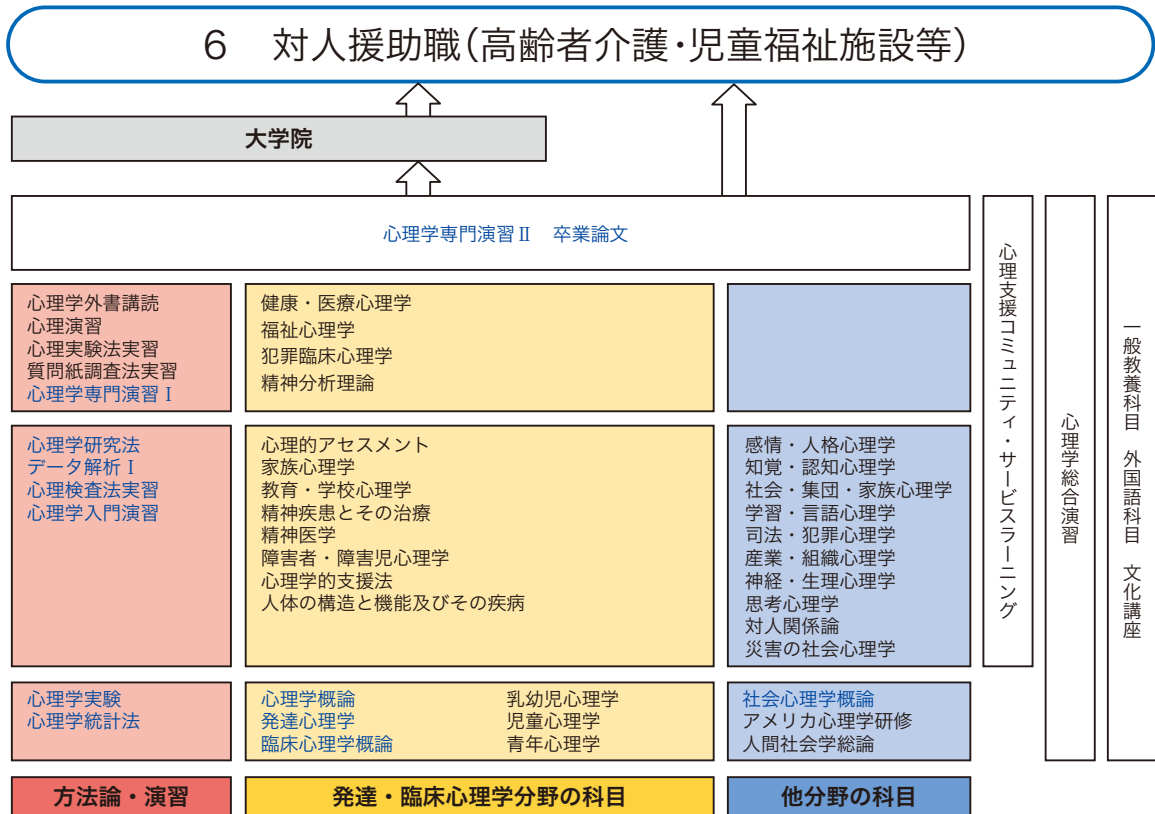 6 対人援助職(高齢者介護・児童福祉施設等)
大学院
心理学専門演習Ⅱ 卒業論文
心理学外書講読
心理演習
心理実験法実習
質問紙調査法実習
心理学専門演習Ⅰ
健康・医療心理学
福祉心理学
犯罪臨床心理学
精神分析理論
心理学研究法
データ解析Ⅰ
心理検査法実習
心理学入門演習
心理的アセスメント
家族心理学
教育・学校心理学
精神疾患とその治療
精神医学
障害者・障害児心理学
心理学的支援法
人体の構造と機能及びその疾病
感情・人格心理学
知覚・認知心理学
社会・集団・家族心理学
学習・言語心理学
司法・犯罪心理学
産業・組織心理学
神経・生理心理学
思考心理学
対人関係論
災害の社会心理学
心理学実験
心理学統計法
心理学概論
発達心理学
臨床心理学概論
乳幼児心理学
児童心理学
青年心理学
社会心理学概論
アメリカ心理学研修
人間社会学総論
方法論・演習
発達・臨床心理学分野の科目
他分野の科目
心理支援コミュニティ・サービスラーニング
心理学総合演習
一般教養科目 外国語科目 文化講座